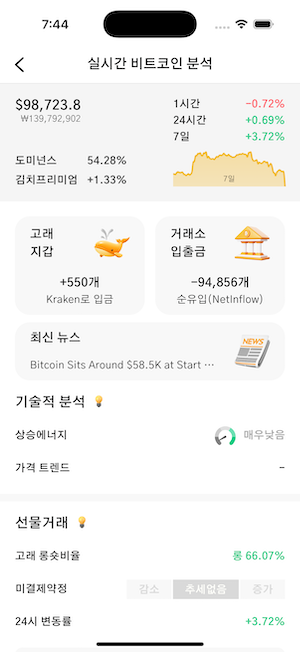 7:44
실시간 비트코인 분석
$98,723.8
₩139,792,902
1시간 −0.72%
24시간 +0.69%
7일 +3.72%
도미넌스 54.28%
김치프리미엄 +1.33%
7일
고래
지갑
+550개
Kraken로 입금
거래소
입출금
−94,856개
순유입(NetInflow)
최신 뉴스
NEWS
Bitcoin Sits Around $58.5K at Start ···
기술적 분석
상승에너지 매우낮음
가격 트렌드 -
선물거래
고래 롱숏비율 롱 66.07%
미결제약정 감소 추세없음 증가
24시 변동률 +3.72%